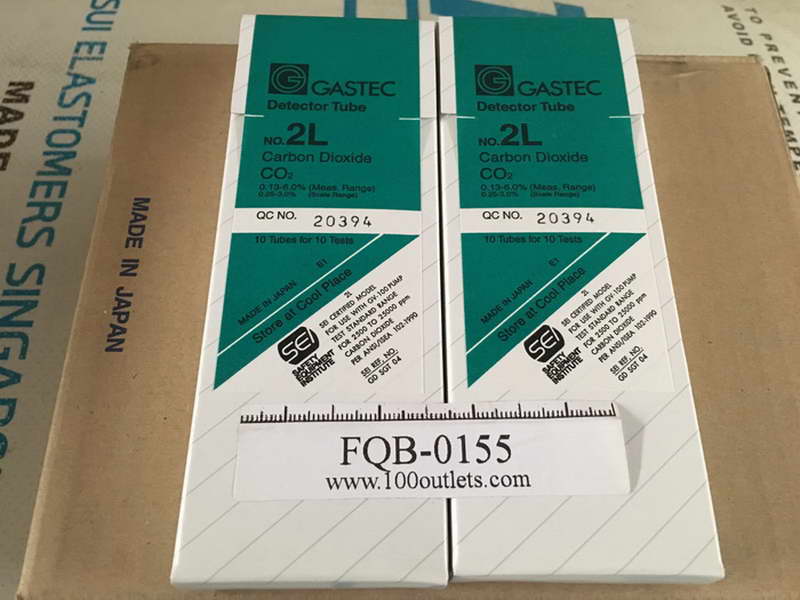 TO PREVENT
AVOID
SUI ELASTOMERS SINGAPO
MADE
MADE IN JAPAN
GASTEC
Detector Tube
NO.2L
Carbon Dioxide
CO₂
0.13-6.0% (Meas. Range)
0.25-3.0% (Scale Range)
QC NO. 20394
10 Tubes for 10 Tests
E1
MADE IN JAPAN
Store at Cool Place
SEI
SAFETY
EQUIPMENT
INSTITUTE
2L
SEI CERTIFIED MODEL
FOR USE WITH GV-100 PUMP
TEST STANDARD RANGE
FOR 2500 TO 25000 ppm
CARBON DIOXIDE
PER ANSI/ISEA 102-1990
SEI REF. NO.
GD SGT 04
GASTEC
Detector Tube
NO.2L
Carbon Dioxide
CO₂
0.13-6.0% (Meas. Range)
0.25-3.0% (Scale Range)
QC NO. 20394
10 Tubes for 10 Tests
E1
MADE IN JAPAN
Store at Cool Place
SEI
SAFETY
EQUIPMENT
INSTITUTE
2L
SEI CERTIFIED MODEL
FOR USE WITH GV-100 PUMP
TEST STANDARD RANGE
FOR 2500 TO 25000 ppm
CARBON DIOXIDE
PER ANSI/ISEA 102-1990
SEI REF. NO.
GD SGT 04
FQB-0155
www.100outlets.com